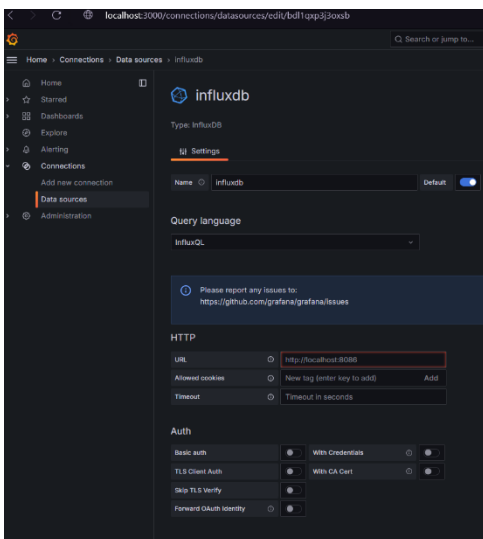 localhost:3000/connections/datasources/edit/bdl1qxp3j3oxsb
Search or jump to...
Home › Connections › Data sources › influxdb
Home
Starred
Dashboards
Explore
Alerting
Connections
Add new connection
Data sources
Administration
influxdb
Type: InfluxDB
Settings
Name influxdb Default
Query language
InfluxQL
Please report any issues to:
https://github.com/grafana/grafana/issues
HTTP
URL http://localhost:8086
Allowed cookies New tag (enter key to add) Add
Timeout Timeout in seconds
Auth
Basic auth With Credentials
TLS Client Auth With CA Cert
Skip TLS Verify
Forward OAuth Identity